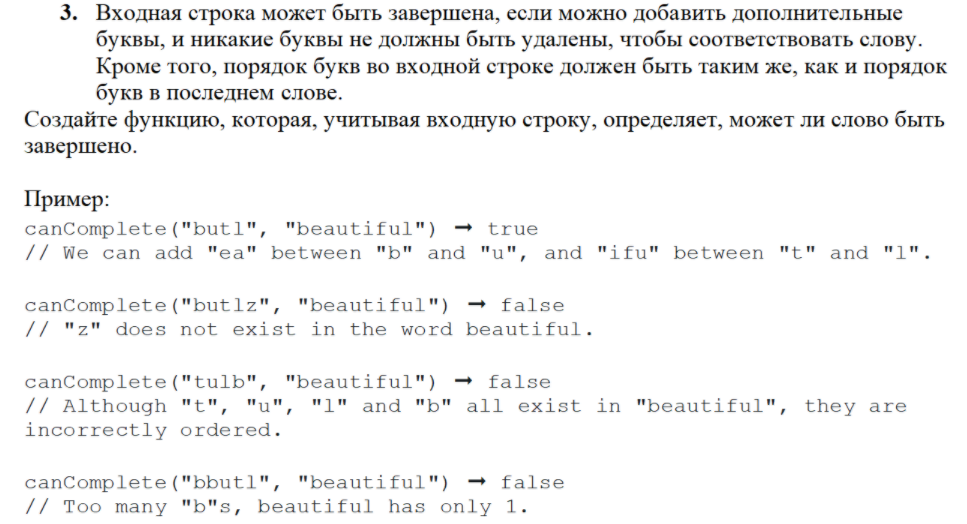 3. Входная строка может быть завершена, если можно добавить дополнительные
буквы, и никакие буквы не должны быть удалены, чтобы соответствовать слову.
Кроме того, порядок букв во входной строке должен быть таким же, как и порядок
букв в последнем слове.
Создайте функцию, которая, учитывая входную строку, определяет, может ли слово быть
завершено.
Пример:
canComplete("butl", "beautiful") ➞ true
// We can add "ea" between "b" and "u", and "ifu" between "t" and "l".
canComplete("butlz", "beautiful") ➞ false
// "z" does not exist in the word beautiful.
canComplete("tulb", "beautiful") ➞ false
// Although "t", "u", "l" and "b" all exist in "beautiful", they are
incorrectly ordered.
canComplete("bbutl", "beautiful") ➞ false
// Too many "b"s, beautiful has only 1.